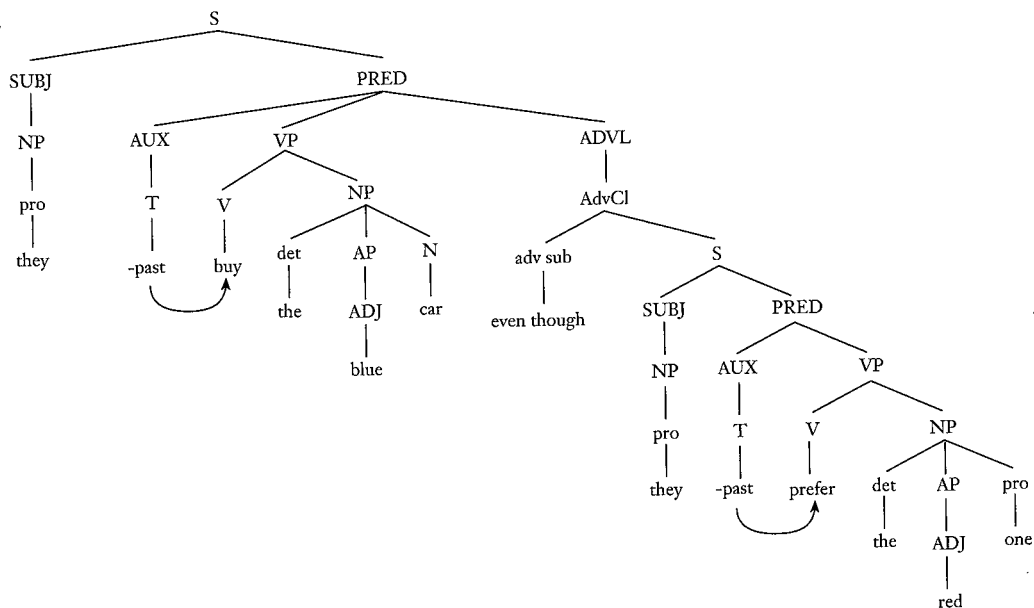 S
SUBJ PRED
NP AUX VP ADVL
pro T V NP AdvCl
they -past buy det AP N adv sub S
the ADJ car even though SUBJ PRED
blue NP AUX VP
pro T V NP
they -past prefer det AP pro
the ADJ one
red